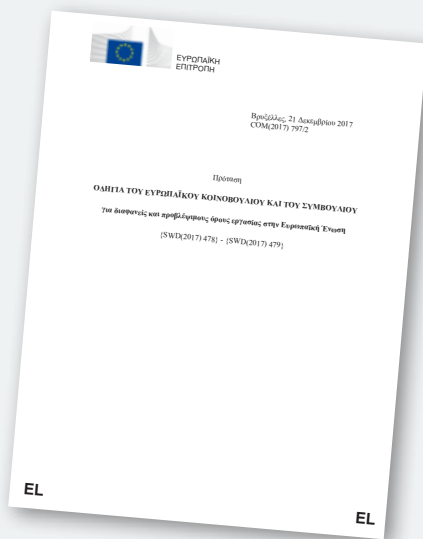 ΕΥΡΩΠΑΪΚΗ
ΕΠΙΤΡΟΠΗ
Βρυξέλλες, 21 Δεκεμβρίου 2017
COM(2017) 797/2
Πρόταση
ΟΔΗΓΙΑ ΤΟΥ ΕΥΡΩΠΑΪΚΟΥ ΚΟΙΝΟΒΟΥΛΙΟΥ ΚΑΙ ΤΟΥ ΣΥΜΒΟΥΛΙΟΥ
για διαφανείς και προβλέψιμους όρους εργασίας στην Ευρωπαϊκή Ένωση
{SWD(2017) 478} - {SWD(2017) 479}
EL
EL